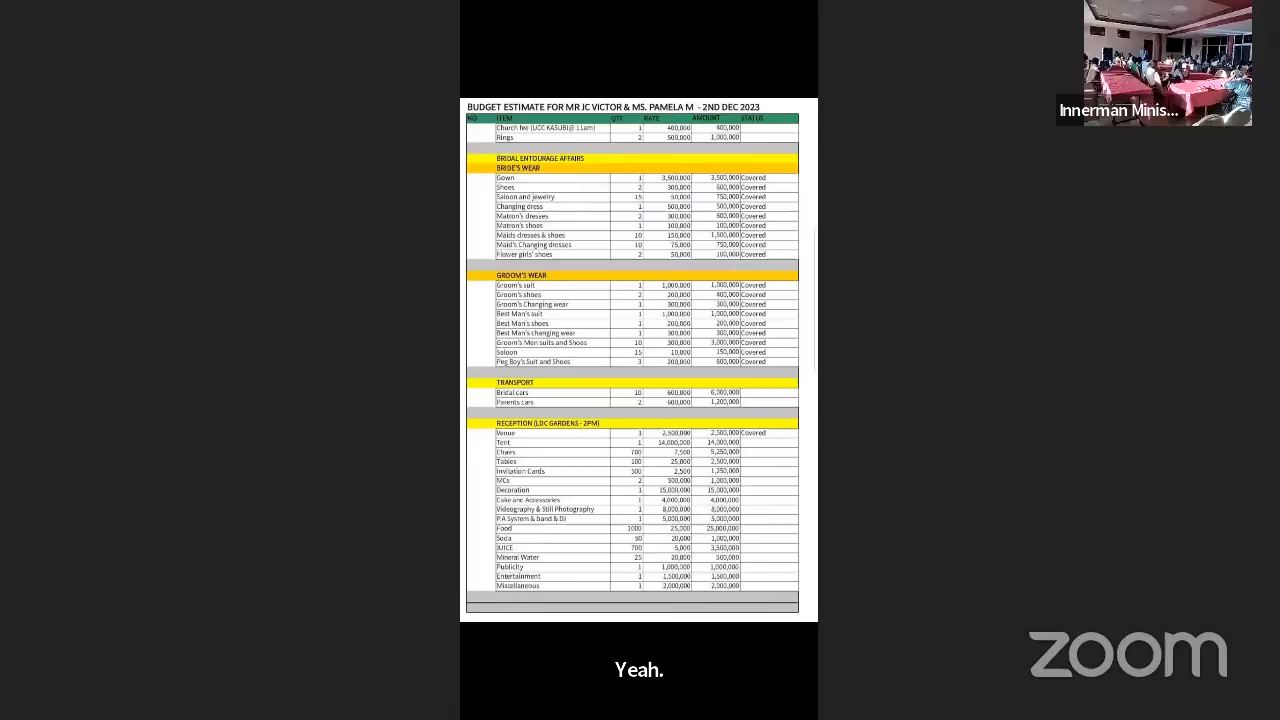 BUDGET ESTIMATE FOR MR JC VICTOR & MS. PAMELA M - 2ND DEC 2023
NO ITEM QTY RATE AMOUNT STATUS
Church fee (UCC KASUBI@ 11am) 1 400,000 400,000
Rings 2 500,000 1,000,000
BRIDAL ENTOURAGE AFFAIRS
BRIDE'S WEAR
Gown 1 3,500,000 3,500,000 Covered
Shoes 2 300,000 600,000 Covered
Saloon and jewelry 15 50,000 750,000 Covered
Changing dress 1 500,000 500,000 Covered
Matron's dresses 2 300,000 600,000 Covered
Matron's shoes 1 100,000 100,000 Covered
Maids dresses & shoes 10 150,000 1,500,000 Covered
Maid's Changing dresses 10 75,000 750,000 Covered
Flower girls' shoes 2 50,000 100,000 Covered
GROOM'S WEAR
Groom's suit 1 1,000,000 1,000,000 Covered
Groom's shoes 2 200,000 400,000 Covered
Groom's Changing wear 1 300,000 300,000 Covered
Best Man's suit 1 1,000,000 1,000,000 Covered
Best Man's shoes 1 200,000 200,000 Covered
Best Man's changing wear 1 300,000 300,000 Covered
Groom's Men suits and Shoes 10 300,000 3,000,000 Covered
Saloon 15 10,000 150,000 Covered
Peg Boy's Suit and Shoes 3 200,000 600,000 Covered
TRANSPORT
Bridal cars 10 600,000 6,000,000
Parents cars 2 600,000 1,200,000
RECEPTION (LDC GARDENS - 2PM)
Venue 1 2,500,000 2,500,000 Covered
Tent 1 14,000,000 14,000,000
Chairs 700 7,500 5,250,000
Tables 100 25,000 2,500,000
Invitation Cards 500 2,500 1,250,000
MCs 2 500,000 1,000,000
Decoration 1 15,000,000 15,000,000
Cake and Accessories 1 4,000,000 4,000,000
Videography & Still Photography 1 8,000,000 8,000,000
P.A System & band & DJ 1 5,000,000 5,000,000
Food 1000 25,000 25,000,000
Soda 50 20,000 1,000,000
JUICE 700 5,000 3,500,000
Mineral Water 25 20,000 500,000
Publicity 1 1,000,000 1,000,000
Entertainment 1 1,500,000 1,500,000
Miscellaneous 1 2,000,000 2,000,000
Innerman Minis...
Yeah.
zoom